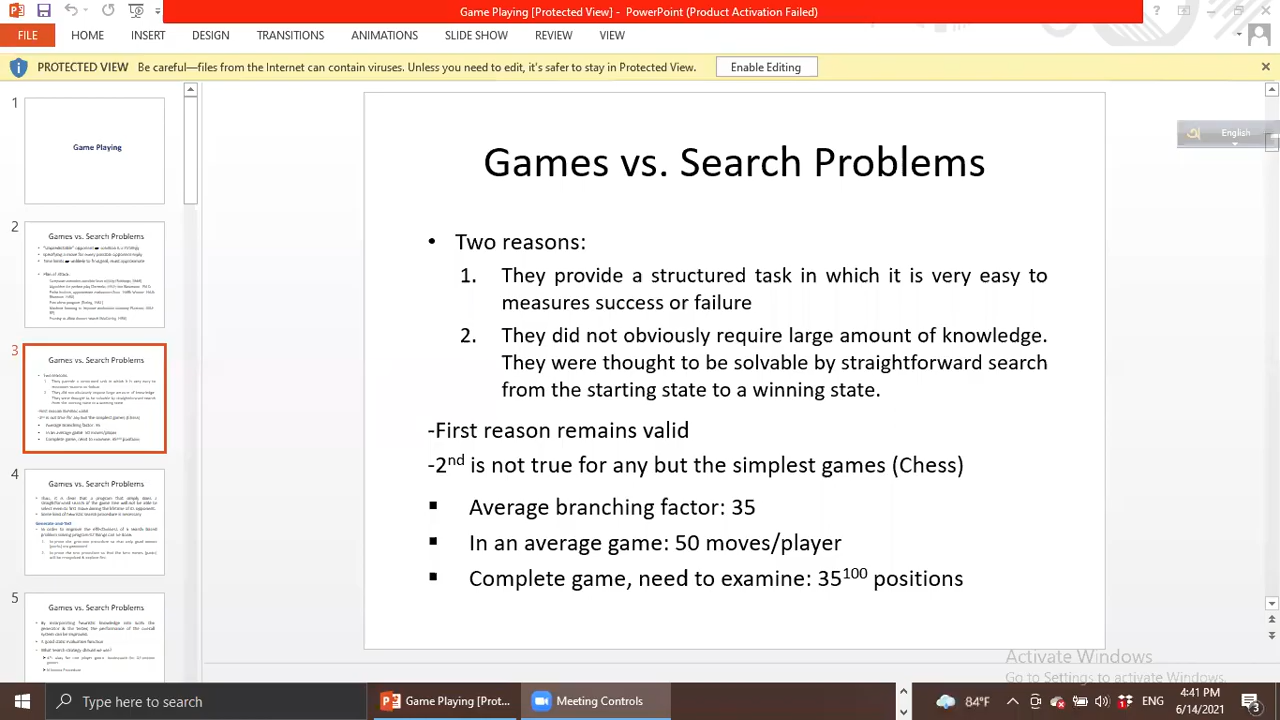 Game Playing [Protected View] - PowerPoint (Product Activation Failed)
FILE HOME INSERT DESIGN TRANSITIONS ANIMATIONS SLIDE SHOW REVIEW VIEW
PROTECTED VIEW Be careful—files from the Internet can contain viruses. Unless you need to edit, it's safer to stay in Protected View. Enable Editing
1
Game Playing
2
Games vs. Search Problems
3
Games vs. Search Problems
4
Games vs. Search Problems
5
Games vs. Search Problems
English
Games vs. Search Problems
• Two reasons:
1. They provide a structured task in which it is very easy to
measures success or failure
2. They did not obviously require large amount of knowledge.
They were thought to be solvable by straightforward search
from the starting state to a winning state.
-First reason remains valid
-2nd is not true for any but the simplest games (Chess)
▪ Average branching factor: 35
▪ In an average game: 50 moves/player
▪ Complete game, need to examine: 35^100 positions
Activate Windows
Go to Settings to activate Windows.
Type here to search
Game Playing [Prot...
Meeting Controls
84°F
4:41 PM
6/14/2021